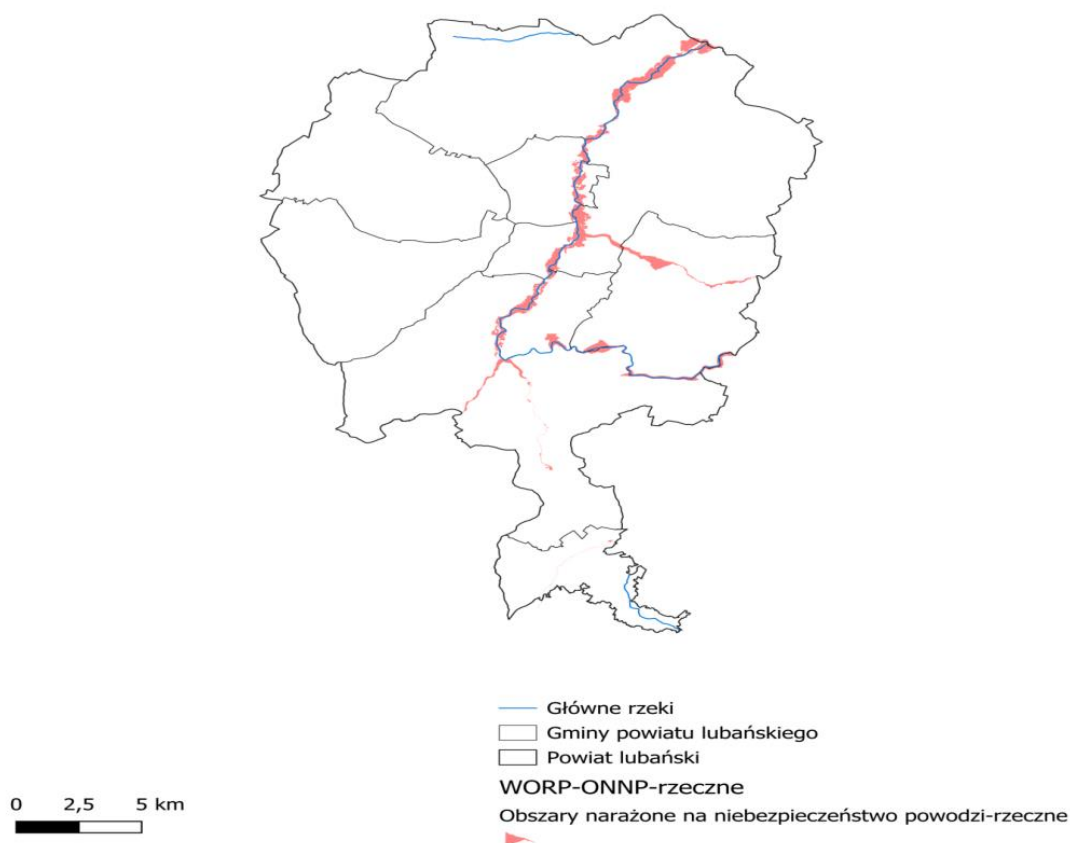 Główne rzeki
Gminy powiatu lubańskiego
Powiat lubański
WORP-ONNP-rzeczne
Obszary narażone na niebezpieczeństwo powodzi-rzeczne
0 2,5 5 km